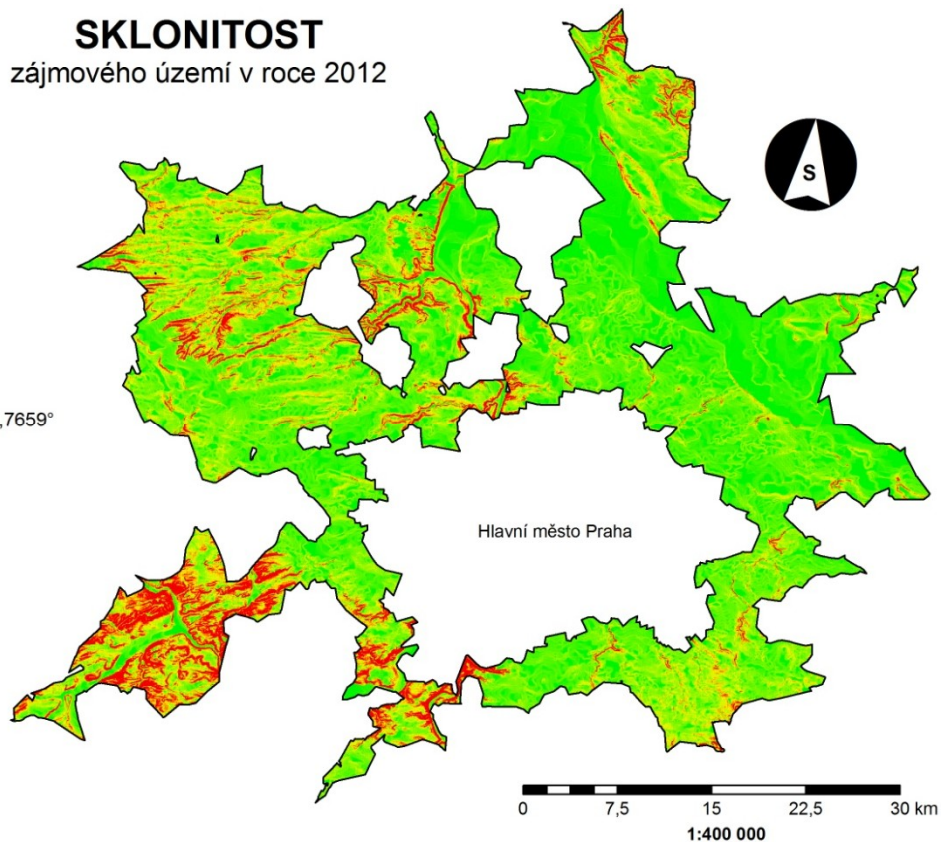 SKLONITOST
zájmového území v roce 2012
S
,7659°
Hlavní město Praha
0 7,5 15 22,5 30 km
1:400 000